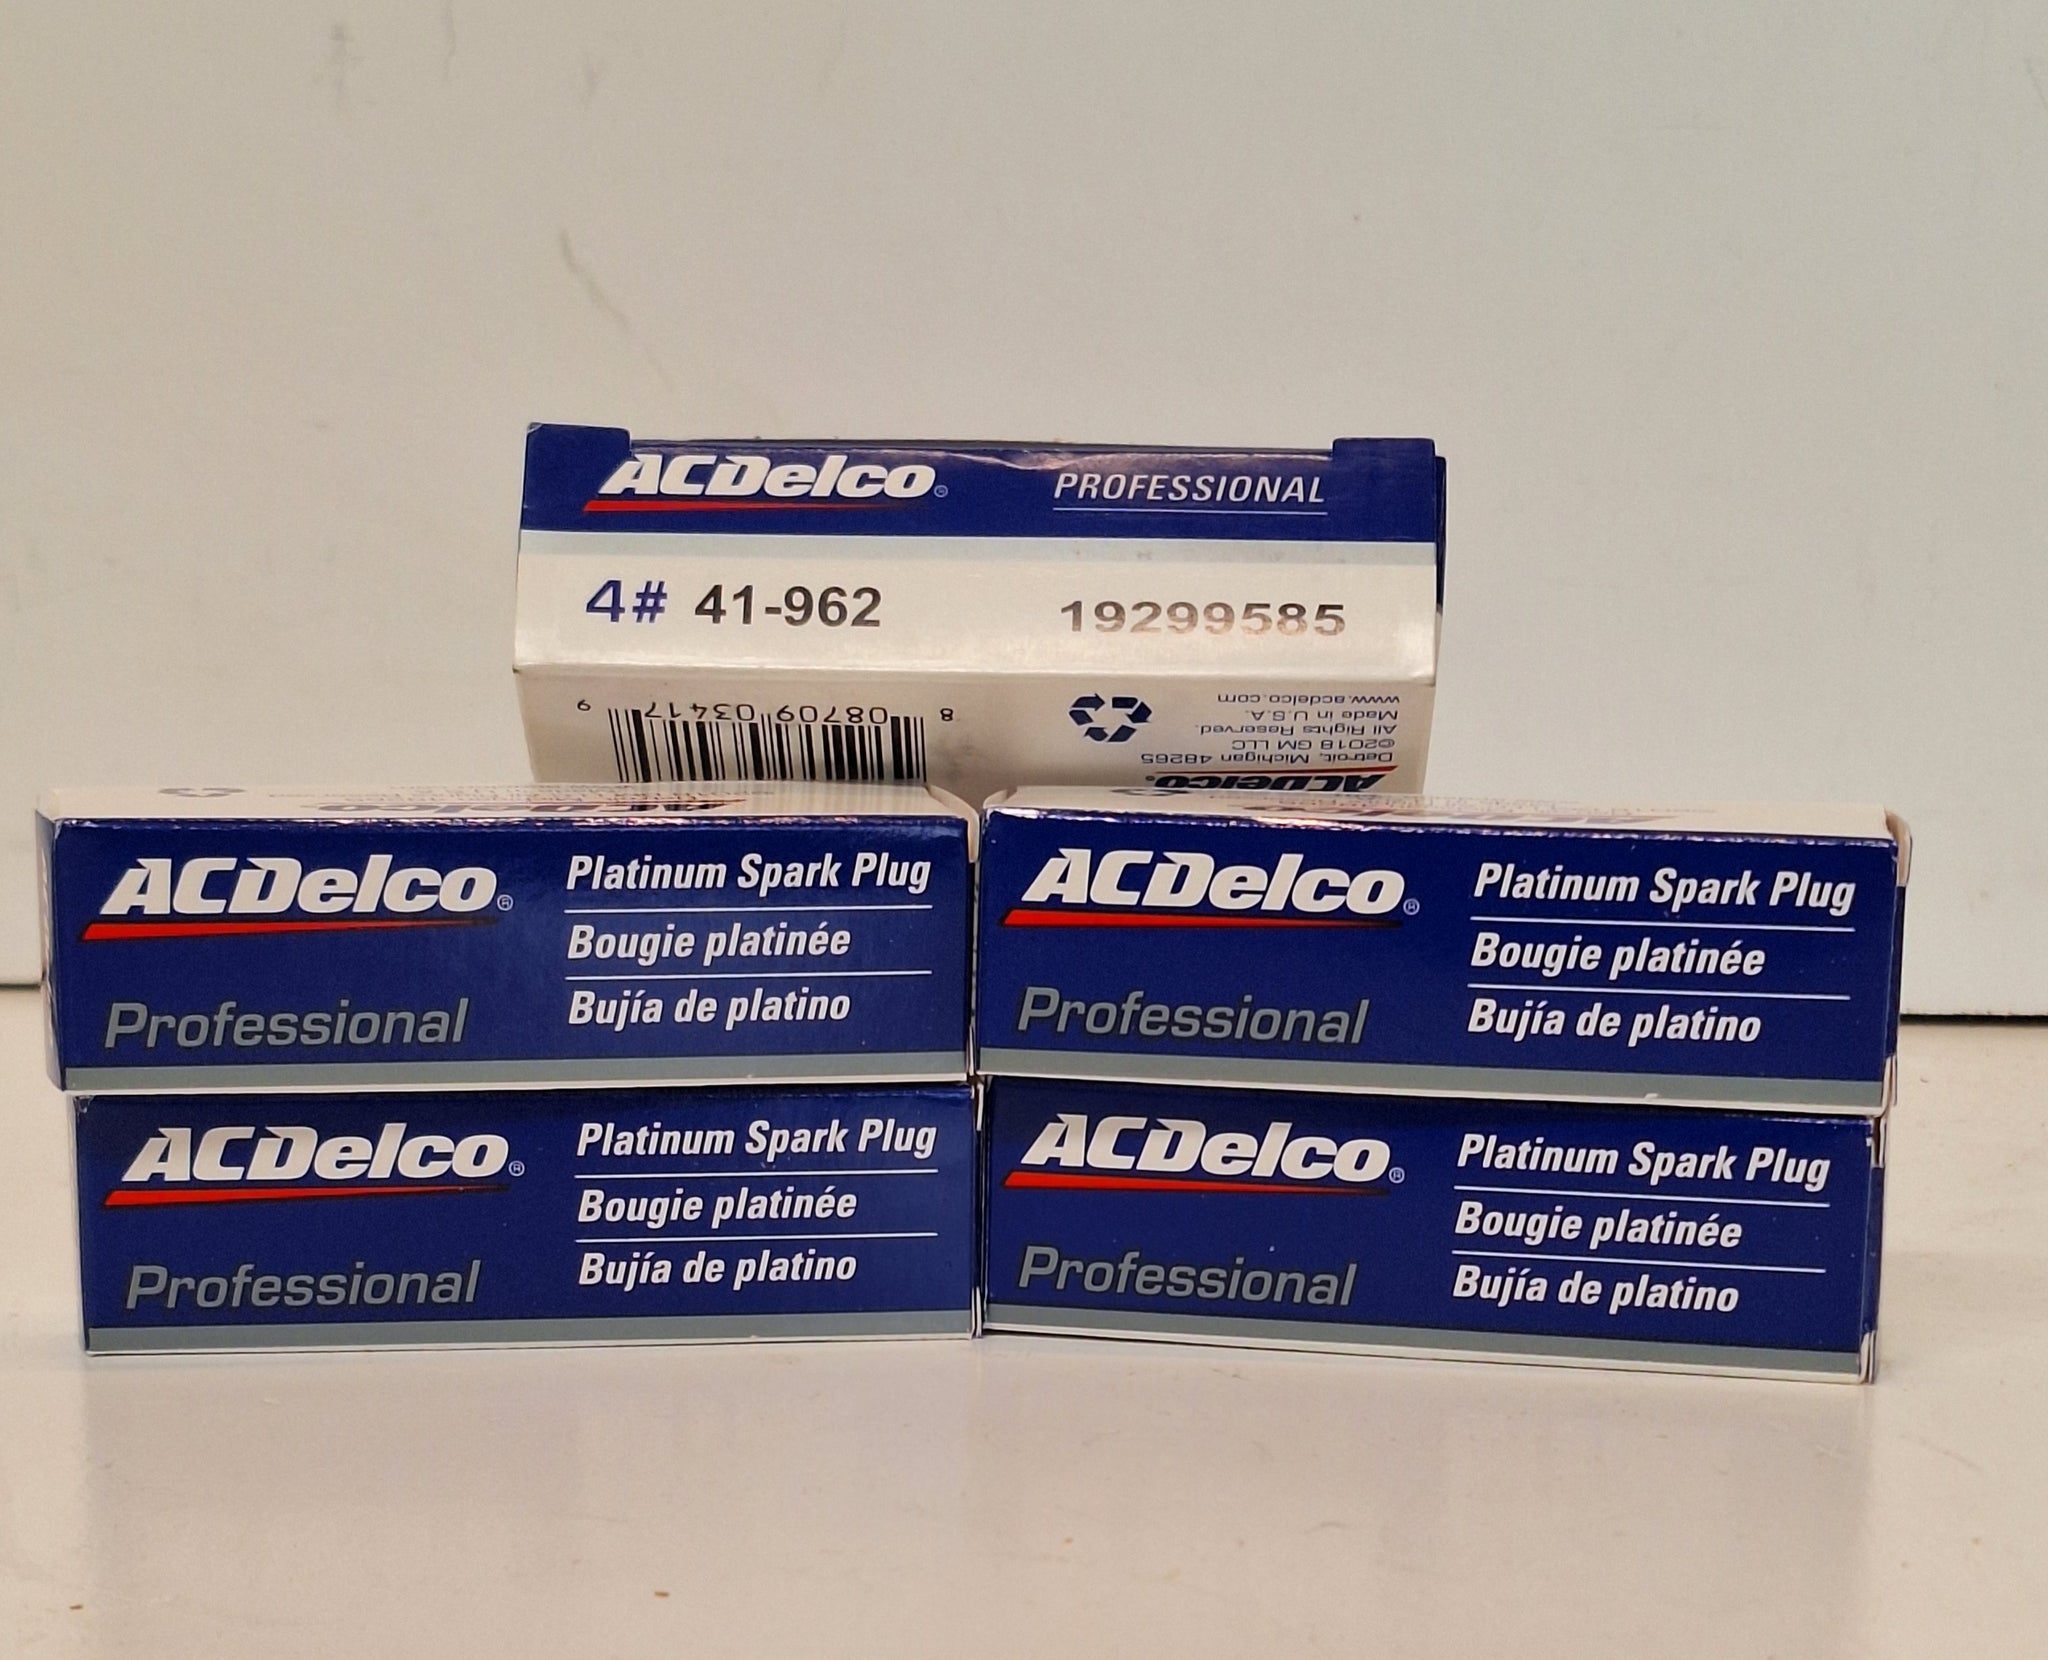 ACDelco® PROFESSIONAL
4# 41-962 19299585
8 08709 03417 9
ACDelco®
Detroit, Michigan 48265
©2018 GM LLC
All Rights Reserved.
Made in U.S.A.
www.acdelco.com
ACDelco
ACDelco® Platinum Spark Plug
Bougie platinée
Professional Bujía de platino
ACDelco
ACDelco® Platinum Spark Plug
Bougie platinée
Professional Bujía de platino
ACDelco® Platinum Spark Plug
Bougie platinée
Professional Bujía de platino
ACDelco® Platinum Spark Plug
Bougie platinée
Professional Bujía de platino